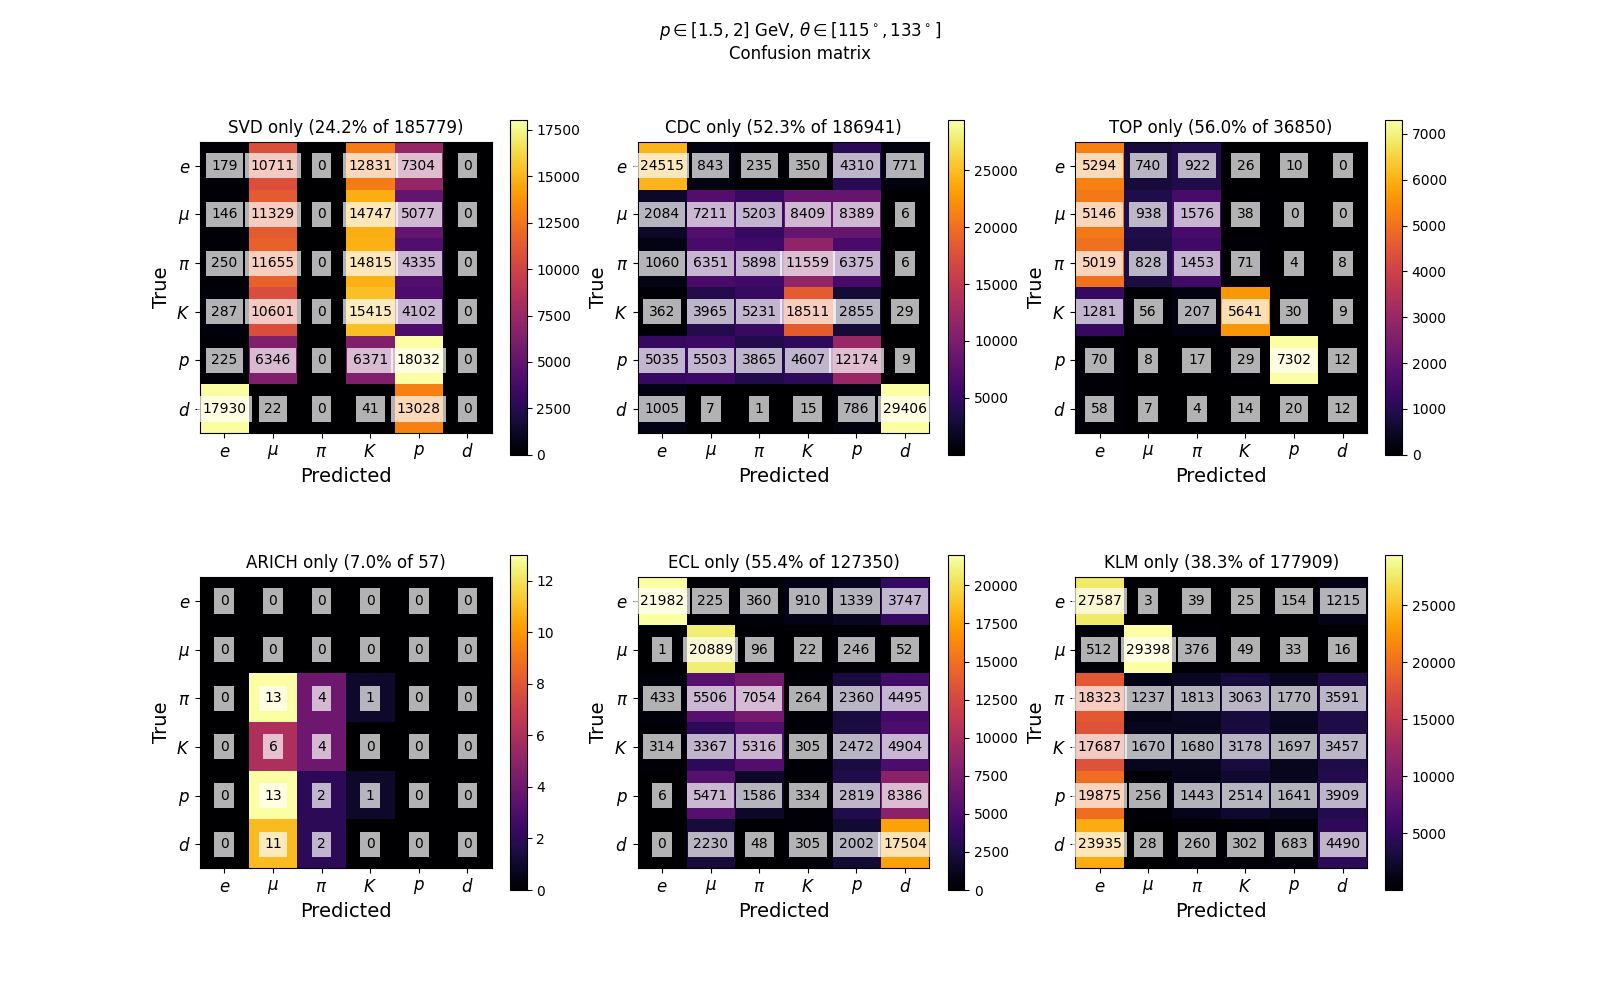 p ∈ [1.5, 2] GeV, θ ∈ [115°, 133°]
Confusion matrix
SVD only (24.2% of 185779)
e 179 10711 0 12831 7304 0
μ 146 11329 0 14747 5077 0
π 250 11655 0 14815 4335 0
K 287 10601 0 15415 4102 0
p 225 6346 0 6371 18032 0
d 17930 22 0 41 13028 0
e μ π K p d
True
Predicted
17500
15000
12500
10000
7500
5000
2500
0
CDC only (52.3% of 186941)
e 24515 843 235 350 4310 771
μ 2084 7211 5203 8409 8389 6
π 1060 6351 5898 11559 6375 6
K 362 3965 5231 18511 2855 29
p 5035 5503 3865 4607 12174 9
d 1005 7 1 15 786 29406
e μ π K p d
True
Predicted
25000
20000
15000
10000
5000
TOP only (56.0% of 36850)
e 5294 740 922 26 10 0
μ 5146 938 1576 38 0 0
π 5019 828 1453 71 4 8
K 1281 56 207 5641 30 9
p 70 8 17 29 7302 12
d 58 7 4 14 20 12
e μ π K p d
True
Predicted
7000
6000
5000
4000
3000
2000
1000
0
ARICH only (7.0% of 57)
e 0 0 0 0 0 0
μ 0 0 0 0 0 0
π 0 13 4 1 0 0
K 0 6 4 0 0 0
p 0 13 2 1 0 0
d 0 11 2 0 0 0
e μ π K p d
True
Predicted
12
10
8
6
4
2
0
ECL only (55.4% of 127350)
e 21982 225 360 910 1339 3747
μ 1 20889 96 22 246 52
π 433 5506 7054 264 2360 4495
K 314 3367 5316 305 2472 4904
p 6 5471 1586 334 2819 8386
d 0 2230 48 305 2002 17504
e μ π K p d
True
Predicted
20000
17500
15000
12500
10000
7500
5000
2500
0
KLM only (38.3% of 177909)
e 27587 3 39 25 154 1215
μ 512 29398 376 49 33 16
π 18323 1237 1813 3063 1770 3591
K 17687 1670 1680 3178 1697 3457
p 19875 256 1443 2514 1641 3909
d 23935 28 260 302 683 4490
e μ π K p d
True
Predicted
25000
20000
15000
10000
5000